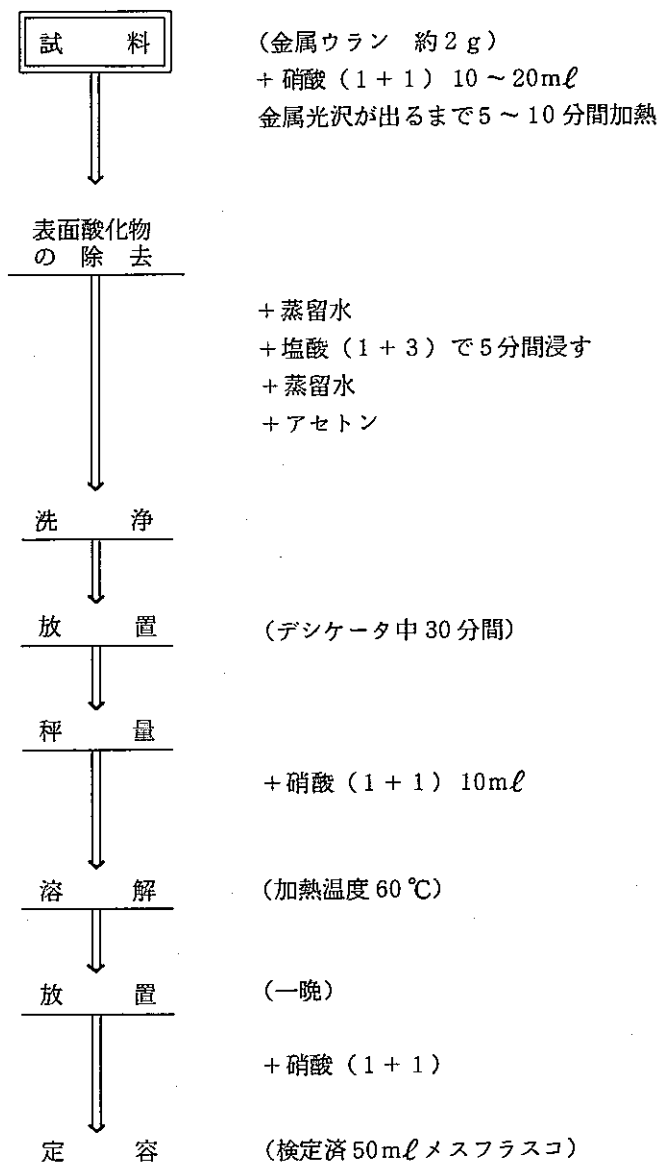 試料
(金属ウラン 約2g)
+硝酸(1+1) 10~20mℓ
金属光沢が出るまで5~10分間加熱
表面酸化物
の除去
+蒸留水
+塩酸(1+3)で5分間浸す
+蒸留水
+アセトン
洗浄
放置
(デシケータ中30分間)
秤量
+硝酸(1+1) 10mℓ
溶解
(加熱温度60℃)
放置
(一晩)
+硝酸(1+1)
定容
(検定済50mℓメスフラスコ)